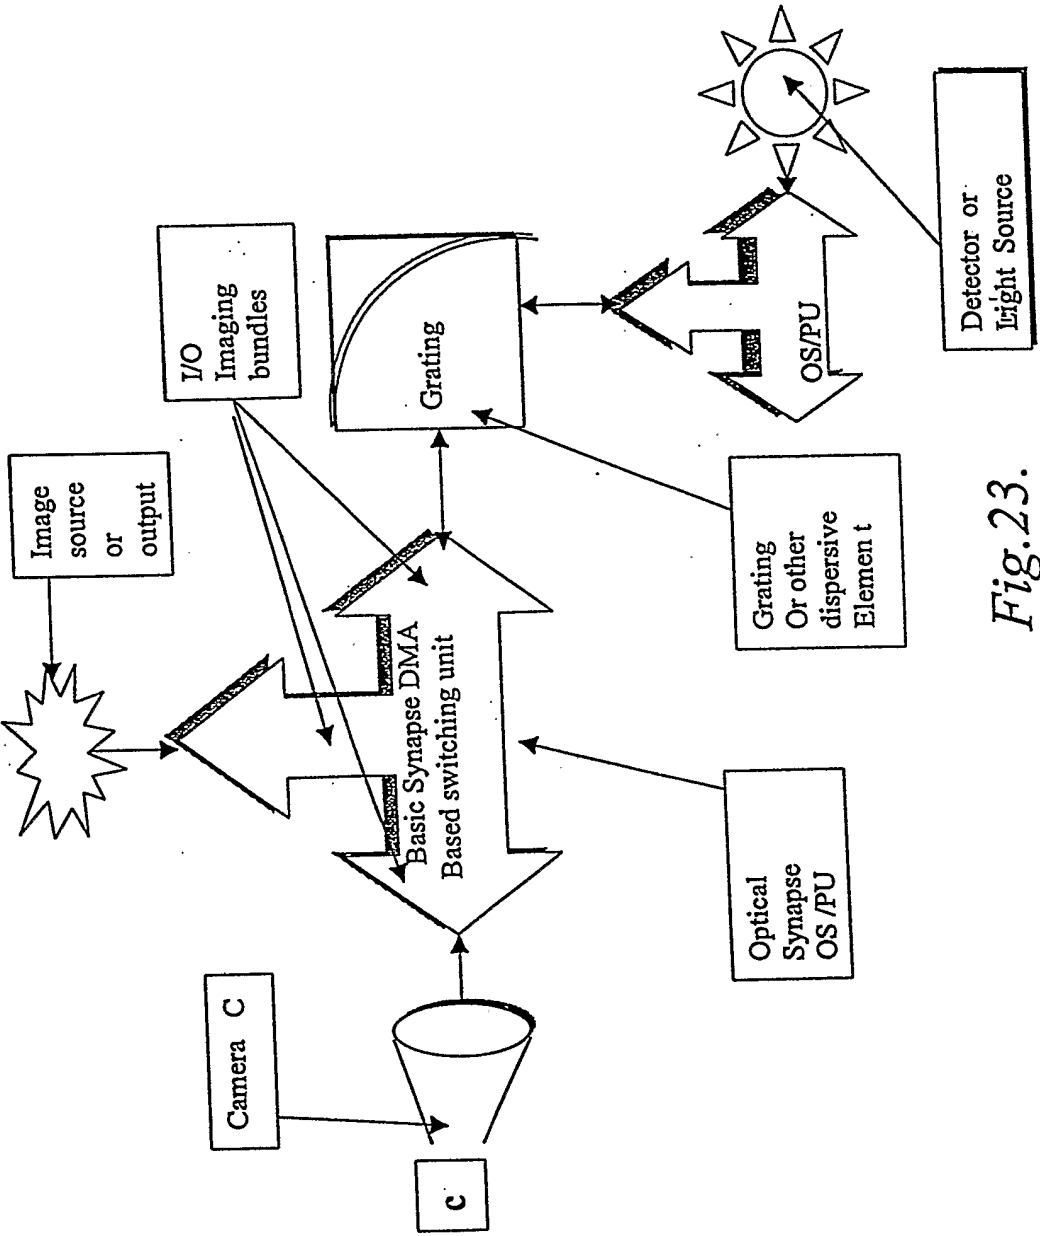 Image
source
or
output
I/O
Imaging
bundles
Camera C
c
Basic Synapse DMA
Based switching unit
Grating
OS/PU
Optical
Synapse
OS /PU
Grating
Or other
dispersive
Elemen t
Detector or
Light Source
Fig.23.